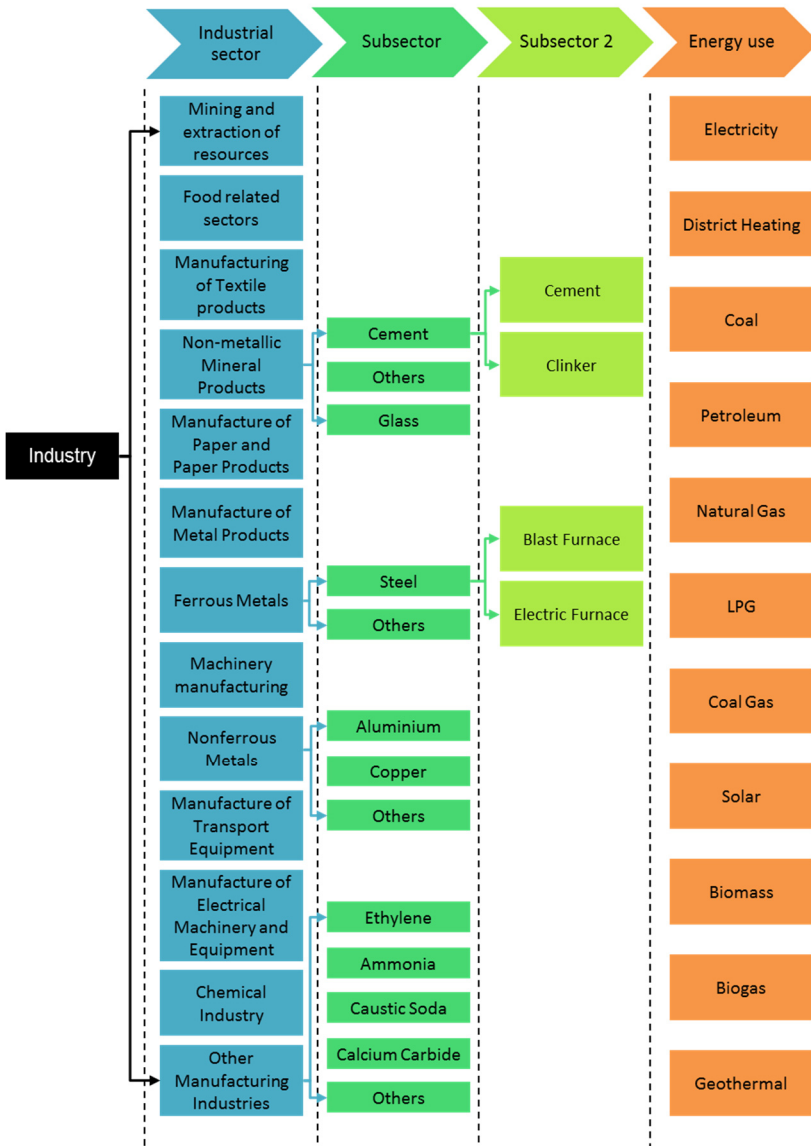 Industrial
sector
Subsector
Subsector 2
Energy use
Industry
Mining and
extraction of
resources
Food related
sectors
Manufacturing
of Textile
products
Non-metallic
Mineral
Products
Manufacture of
Paper and
Paper Products
Manufacture of
Metal Products
Ferrous Metals
Machinery
manufacturing
Nonferrous
Metals
Manufacture of
Transport
Equipment
Manufacture of
Electrical
Machinery and
Equipment
Chemical
Industry
Other
Manufacturing
Industries
Cement
Others
Glass
Steel
Others
Aluminium
Copper
Others
Ethylene
Ammonia
Caustic Soda
Calcium Carbide
Others
Cement
Clinker
Blast Furnace
Electric Furnace
Electricity
District Heating
Coal
Petroleum
Natural Gas
LPG
Coal Gas
Solar
Biomass
Biogas
Geothermal